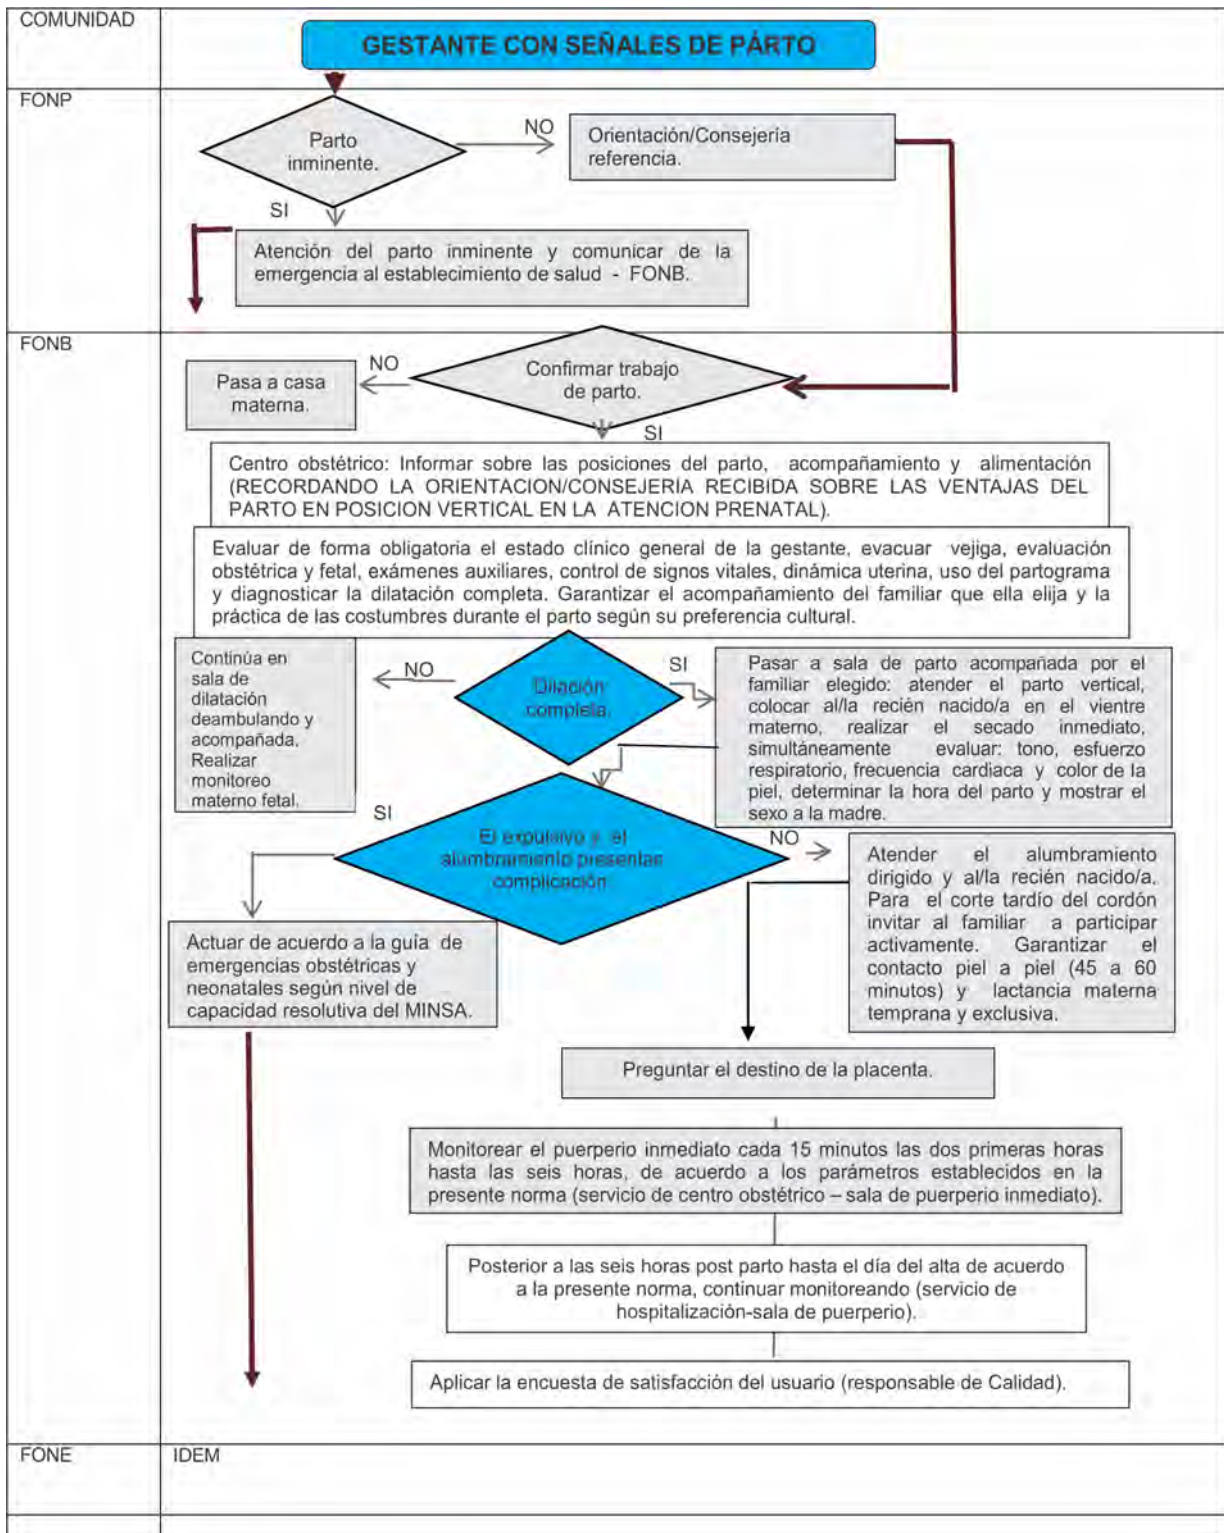 COMUNIDAD
GESTANTE CON SEÑALES DE PÁRTO
FONP
Parto
inminente.
NO
Orientación/Consejería
referencia.
SI
Atención del parto inminente y comunicar de la
emergencia al establecimiento de salud - FONB.
FONB
Confirmar trabajo
de parto.
NO
Pasa a casa
materna.
SI
Centro obstétrico: Informar sobre las posiciones del parto, acompañamiento y alimentación
(RECORDANDO LA ORIENTACION/CONSEJERIA RECIBIDA SOBRE LAS VENTAJAS DEL
PARTO EN POSICION VERTICAL EN LA ATENCION PRENATAL).
Evaluar de forma obligatoria el estado clínico general de la gestante, evacuar vejiga, evaluación
obstétrica y fetal, exámenes auxiliares, control de signos vitales, dinámica uterina, uso del partograma
y diagnosticar la dilatación completa. Garantizar el acompañamiento del familiar que ella elija y la
práctica de las costumbres durante el parto según su preferencia cultural.
Continúa en
sala de
dilatación
deambulando y
acompañada.
Realizar
monitoreo
materno fetal.
NO
Dilación
completa.
SI
Pasar a sala de parto acompañada por el
familiar elegido: atender el parto vertical,
colocar al/la recién nacido/a en el vientre
materno, realizar el secado inmediato,
simultáneamente evaluar: tono, esfuerzo
respiratorio, frecuencia cardiaca y color de la
piel, determinar la hora del parto y mostrar el
sexo a la madre.
SI
El expulsivo y el
alumbramiento presentas
complicación.
NO
Atender el alumbramiento
dirigido y al/la recién nacido/a.
Para el corte tardío del cordón
invitar al familiar a participar
activamente. Garantizar el
contacto piel a piel (45 a 60
minutos) y lactancia materna
temprana y exclusiva.
Actuar de acuerdo a la guía de
emergencias obstétricas y
neonatales según nivel de
capacidad resolutiva del MINSA.
Preguntar el destino de la placenta.
Monitorear el puerperio inmediato cada 15 minutos las dos primeras horas
hasta las seis horas, de acuerdo a los parámetros establecidos en la
presente norma (servicio de centro obstétrico – sala de puerperio inmediato).
Posterior a las seis horas post parto hasta el día del alta de acuerdo
a la presente norma, continuar monitoreando (servicio de
hospitalización-sala de puerperio).
Aplicar la encuesta de satisfacción del usuario (responsable de Calidad).
FONE
IDEM